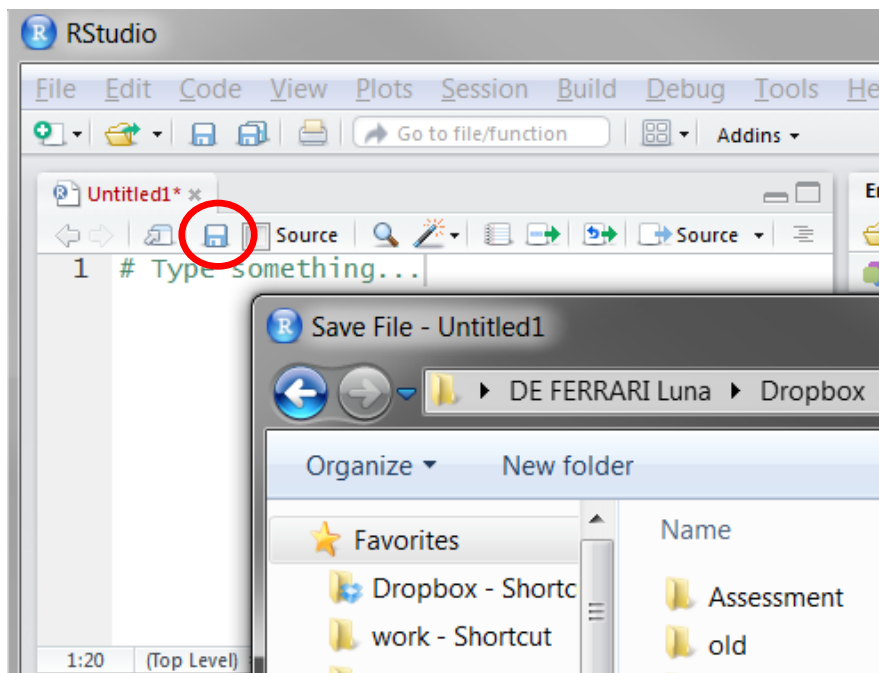 RStudio
File Edit Code View Plots Session Build Debug Tools He
Go to file/function Addins
Untitled1* En
Source Source
1 # Type something...
Save File - Untitled1
DE FERRARI Luna Dropbox
Organize New folder
Favorites Name
Dropbox - Shortc Assessment
work - Shortcut old
1:20 (Top Level)